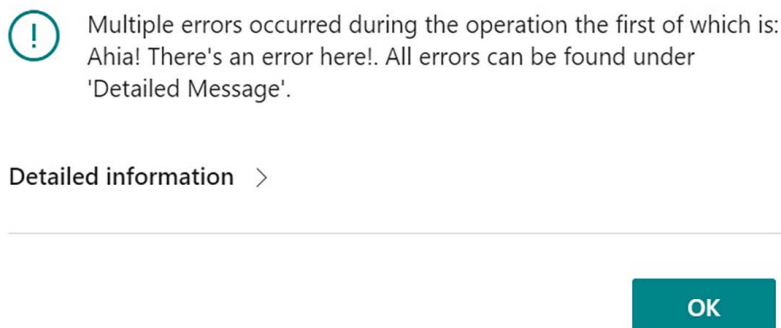 Multiple errors occurred during the operation the first of which is:
Ahia! There's an error here!. All errors can be found under
'Detailed Message'.
Detailed information
OK